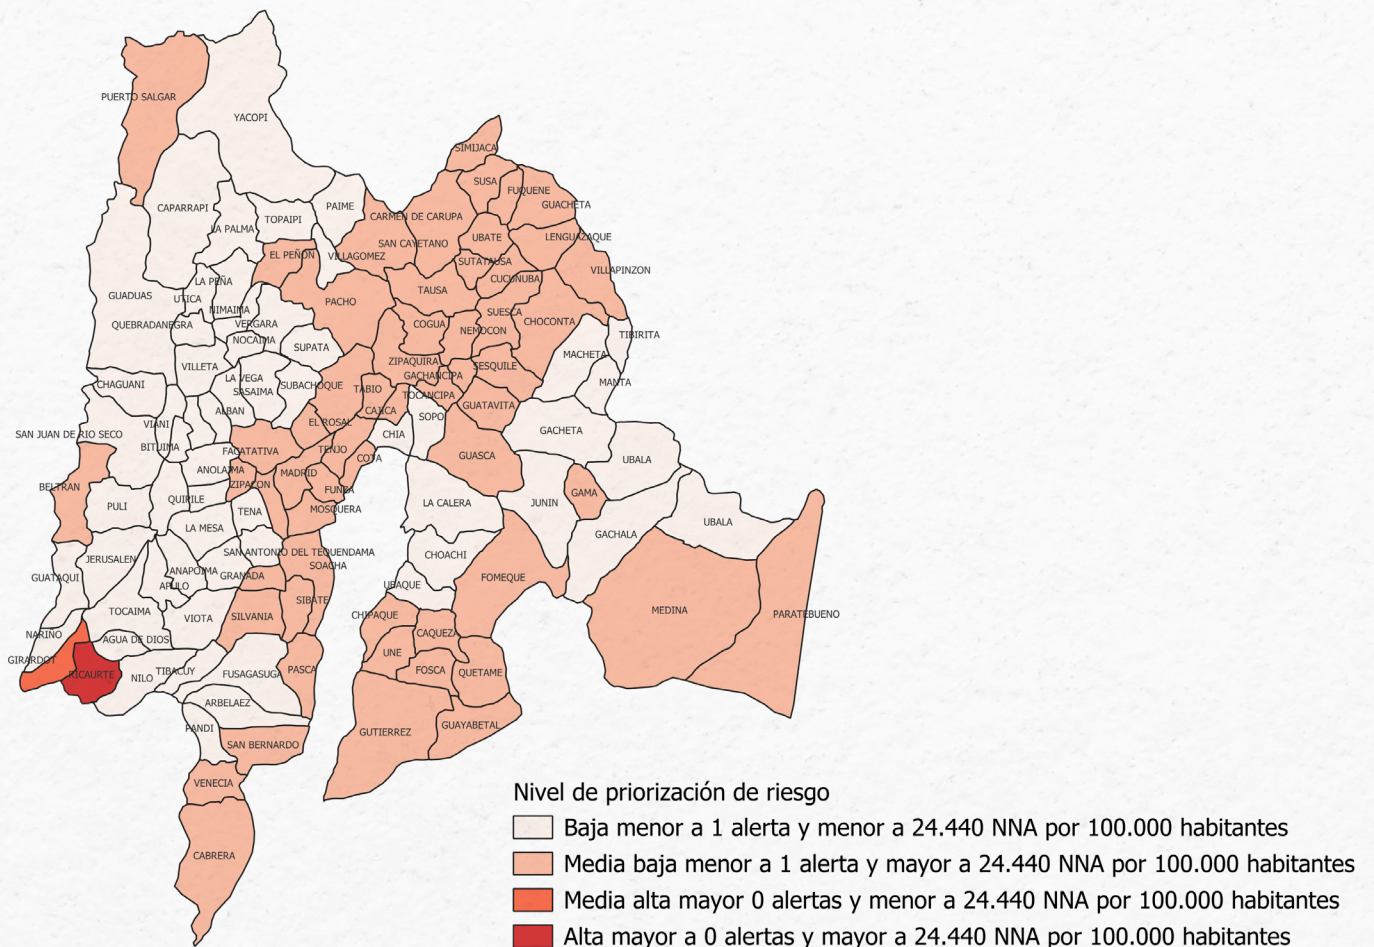 PUERTO SALGAR
YACOPI
SIMIJACA
SUSA
FUQUENE
GUACHETA
CAPARRAPI
PAIME
LA PALMA
TOPAIPI
CARMEN DE CARUPA
SAN CAYETANO
UBATE
LENGUAZAQUE
EL PEÑON
VILLAGOMEZ
SUTATAUSA
VILLAPINZON
LA PEÑA
CUCUNUBA
GUADUAS
UTICA
TAUSA
PACHO
NIMAIMA
SUESCA
QUEBRADANEGRA
VERGARA
COGUA
NEMOCON
CHOCONTA
TIBIRITA
NOCAIMA
SUPATA
MACHETA
VILLETA
ZIPAQUIRA
SESQUILE
GACHANCIPA
MANTA
CHAGUANI
LA VEGA
SASAIMA
SUBACHOQUE
TABIO
TOCANCIPA
ALBAN
CAJICA
SOPO
GUATAVITA
VIANI
EL ROSAL
SAN JUAN DE RIO SECO
CHIA
GACHETA
BITUIMA
FACATATIVA
TENJO
GUASCA
COTA
UBALA
ANOLAIMA
MADRID
BELTRAN
ZIPACON
FUNZA
GAMA
QUIPILE
PULI
TENA
MOSQUERA
LA CALERA
JUNIN
LA MESA
UBALA
GACHALA
JERUSALEN
SAN ANTONIO DEL TEQUENDAMA
SOACHA
CHOACHI
GUATAQUI
ANAPOIMA
GRANADA
APULO
UBAQUE
FOMEQUE
SIBATE
TOCAIMA
VIOTA
SILVANIA
CHIPAQUE
MEDINA
PARATEBUENO
NARIÑO
AGUA DE DIOS
CAQUEZA
UNE
GIRARDOT
RICAURTE
NILO
TIBACUY
FUSAGASUGA
PASCA
FOSCA
QUETAME
ARBELAEZ
PANDI
GUTIERREZ
GUAYABETAL
SAN BERNARDO
VENECIA
CABRERA
Nivel de priorización de riesgo
Baja menor a 1 alerta y menor a 24.440 NNA por 100.000 habitantes
Media baja menor a 1 alerta y mayor a 24.440 NNA por 100.000 habitantes
Media alta mayor 0 alertas y menor a 24.440 NNA por 100.000 habitantes
Alta mayor a 0 alertas y mayor a 24.440 NNA por 100.000 habitantes